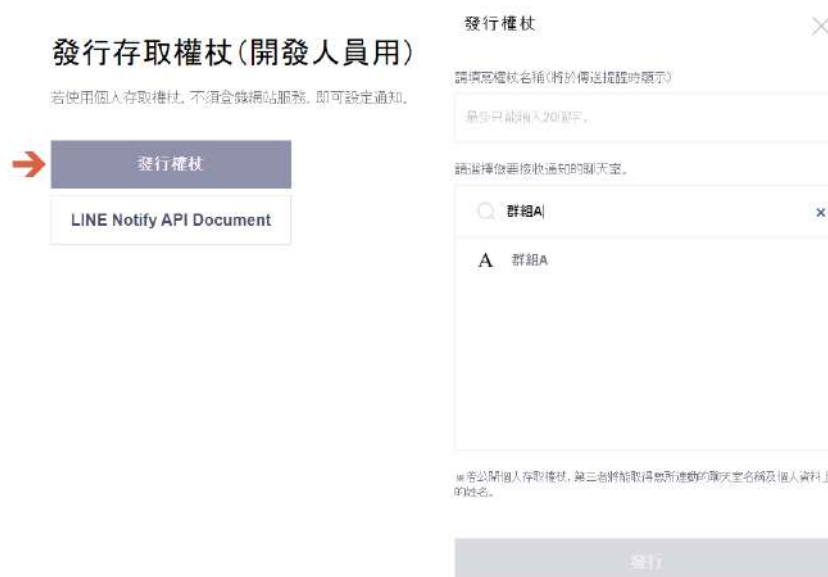 發行存取權杖(開發人員用)
若使用個人存取權杖, 不須登錄網站服務, 即可設定通知。
發行權杖
LINE Notify API Document
發行權杖
請填寫權杖名稱(將於傳送提醒時顯示)
最多只能輸入20個字。
請選擇您要接收通知的聊天室。
群組A
A 群組A
※若公開個人存取權杖, 第三者將能取得您所連動的聊天室名稱及個人資料上
的姓名。
發行